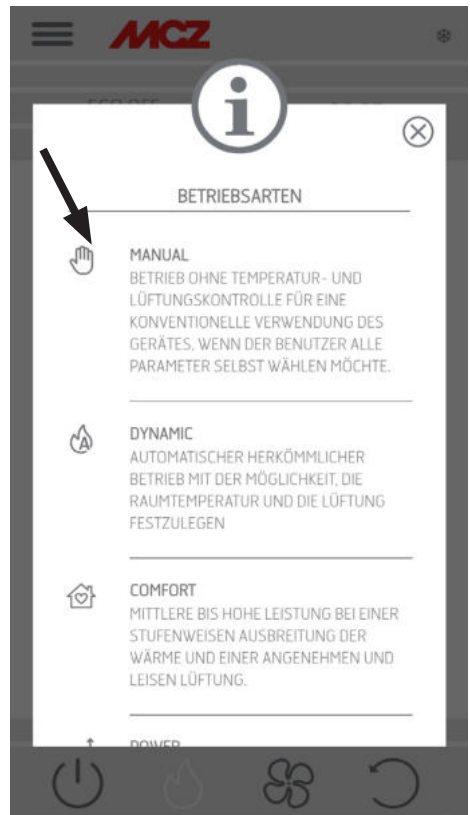 MCZ
BETRIEBSARTEN
MANUAL
BETRIEB OHNE TEMPERATUR- UND
LÜFTUNGSKONTROLLE FÜR EINE
KONVENTIONELLE VERWENDUNG DES
GERÄTES, WENN DER BENUTZER ALLE
PARAMETER SELBST WÄHLEN MÖCHTE.
DYNAMIC
AUTOMATISCHER HERKÖMMLICHER
BETRIEB MIT DER MÖGLICHKEIT, DIE
RAUMTEMPERATUR UND DIE LÜFTUNG
FESTZULEGEN
COMFORT
MITTLERE BIS HOHE LEISTUNG BEI EINER
STUFENWEISEN AUSBREITUNG DER
WÄRME UND EINER ANGENEHMEN UND
LEISEN LÜFTUNG.
POWER